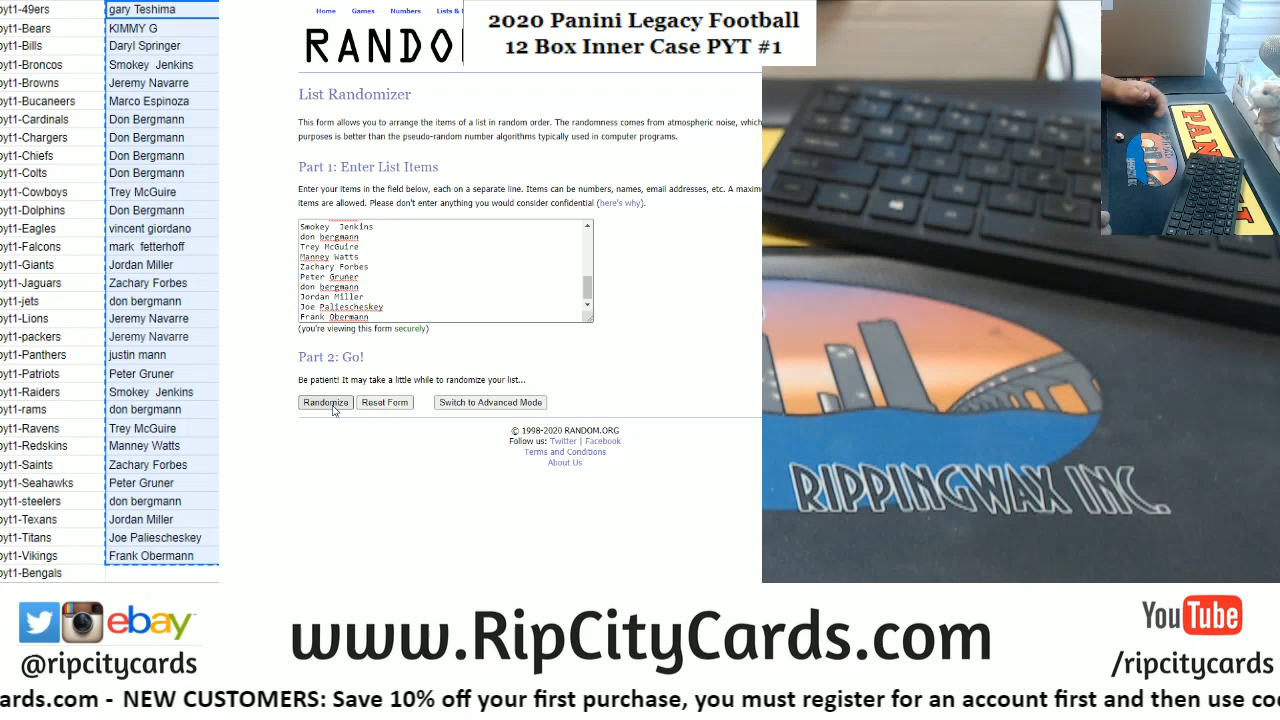 pyt1-49ers gary Teshima
pyt1-Bears KIMMY G
pyt1-Bills Daryl Springer
pyt1-Broncos Smokey Jenkins
pyt1-Browns Jeremy Navarre
pyt1-Bucaneers Marco Espinoza
pyt1-Cardinals Don Bergmann
pyt1-Chargers Don Bergmann
pyt1-Chiefs Don Bergmann
pyt1-Colts Don Bergmann
pyt1-Cowboys Trey McGuire
pyt1-Dolphins Don Bergmann
pyt1-Eagles vincent giordano
pyt1-Falcons mark fetterhoff
pyt1-Giants Jordan Miller
pyt1-Jaguars Zachary Forbes
pyt1-jets don bergmann
pyt1-Lions Jeremy Navarre
pyt1-packers Jeremy Navarre
pyt1-Panthers justin mann
pyt1-Patriots Peter Gruner
pyt1-Raiders Smokey Jenkins
pyt1-rams don bergmann
pyt1-Ravens Trey McGuire
pyt1-Redskins Manney Watts
pyt1-Saints Zachary Forbes
pyt1-Seahawks Peter Gruner
pyt1-steelers don bergmann
pyt1-Texans Jordan Miller
pyt1-Titans Joe Paliescheskey
pyt1-Vikings Frank Obermann
pyt1-Bengals
Home Games Numbers Lists &
RANDO
2020 Panini Legacy Football
12 Box Inner Case PYT #1
List Randomizer
This form allows you to arrange the items of a list in random order. The randomness comes from atmospheric noise, which
purposes is better than the pseudo-random number algorithms typically used in computer programs.
Part 1: Enter List Items
Enter your items in the field below, each on a separate line. Items can be numbers, names, email addresses, etc. A maximu
items are allowed. Please don't enter anything you would consider confidential (here's why).
Smokey Jenkins
don bergmann
Trey McGuire
Manney Watts
Zachary Forbes
Peter Gruner
don bergmann
Jordan Miller
Joe Paliescheskey
Frank Obermann
(you're viewing this form securely)
Part 2: Go!
Be patient! It may take a little while to randomize your list...
Randomize Reset Form Switch to Advanced Mode
© 1998-2020 RANDOM.ORG
Follow us: Twitter | Facebook
Terms and Conditions
About Us
PANI
RIPPINGWAX INC.
ebay
@ripcitycards
www.RipCityCards.com
YouTube
/ripcitycards
cards.com - NEW CUSTOMERS: Save 10% off your first purchase, you must register for an account first and then use co